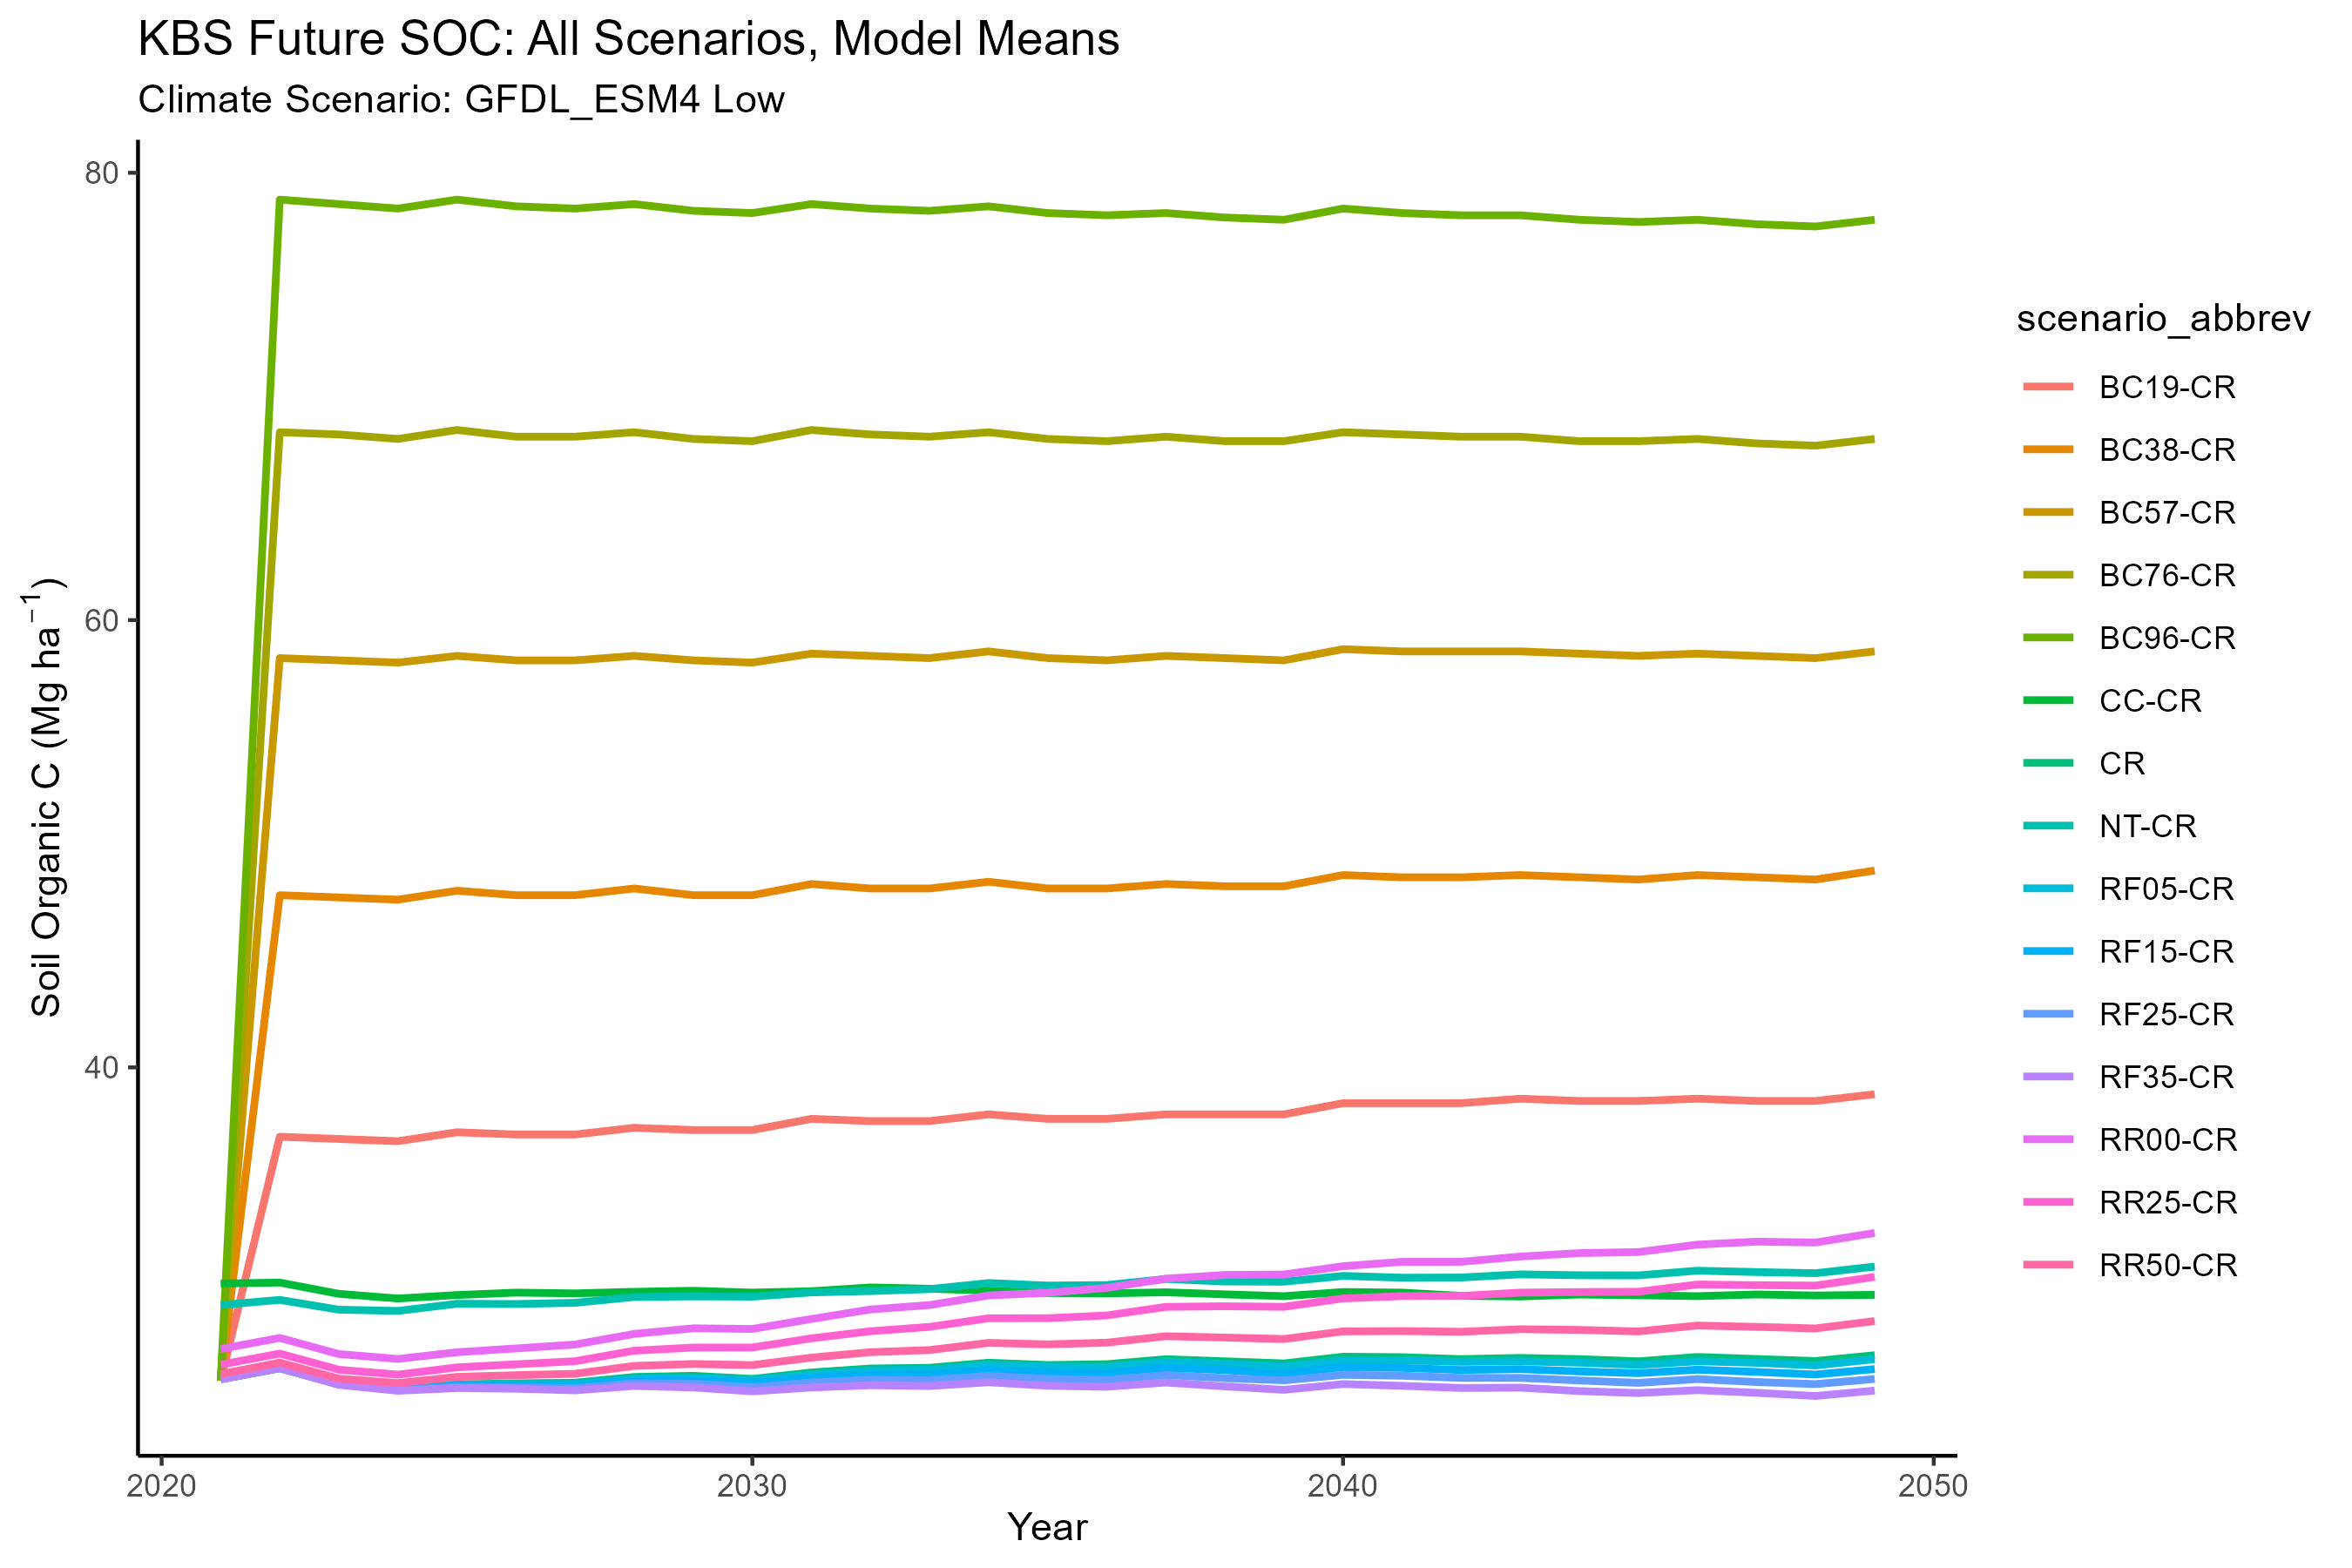 KBS Future SOC: All Scenarios, Model Means
Climate Scenario: GFDL_ESM4 Low
80
60
40
Soil Organic C (Mg ha⁻¹)
2020
2030
2040
2050
Year
scenario_abbrev
BC19-CR
BC38-CR
BC57-CR
BC76-CR
BC96-CR
CC-CR
CR
NT-CR
RF05-CR
RF15-CR
RF25-CR
RF35-CR
RR00-CR
RR25-CR
RR50-CR